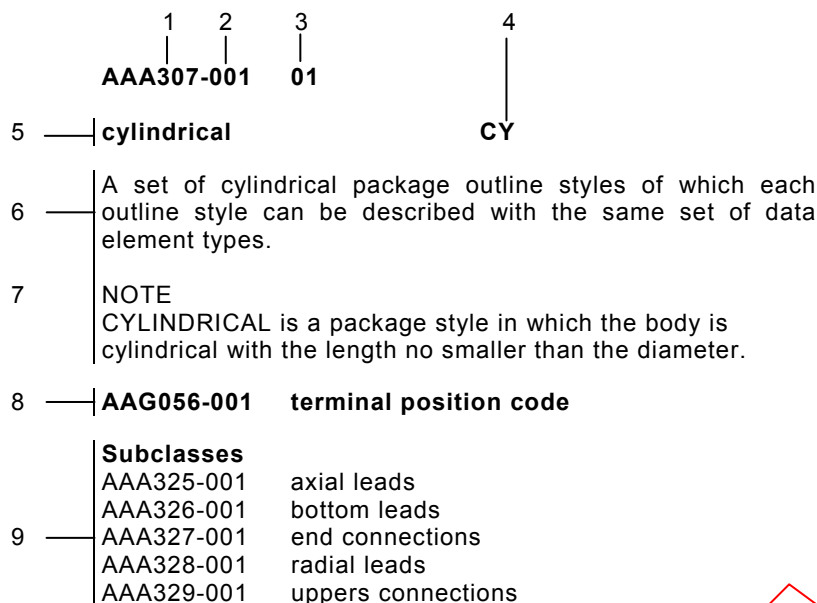 1 2 3 4
AAA307-001 01
5 cylindrical CY
A set of cylindrical package outline styles of which each
6 outline style can be described with the same set of data
element types.
7 NOTE
CYLINDRICAL is a package style in which the body is
cylindrical with the length no smaller than the diameter.
8 AAG056-001 terminal position code
Subclasses
AAA325-001 axial leads
AAA326-001 bottom leads
9 AAA327-001 end connections
AAA328-001 radial leads
AAA329-001 uppers connections